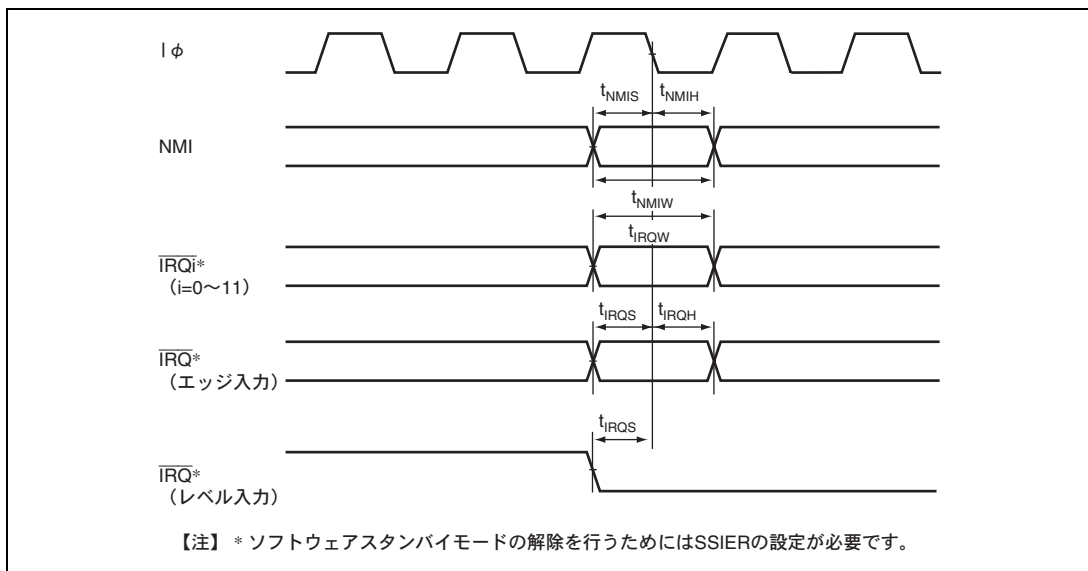 Iφ
tNMIS tNMIH
NMI
tNMIW
tIRQW
IRQi*
(i=0～11)
tIRQS tIRQH
IRQ*
(エッジ入力)
tIRQS
IRQ*
(レベル入力)
【注】 * ソフトウェアスタンバイモードの解除を行うためにはSSIERの設定が必要です。